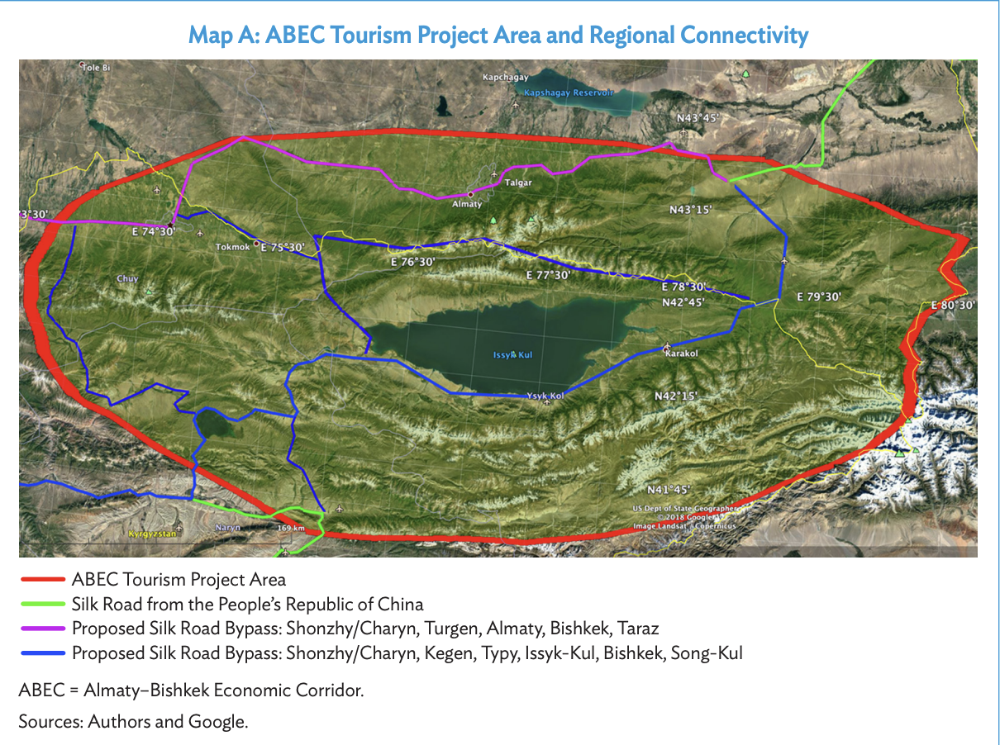 Map A: ABEC Tourism Project Area and Regional Connectivity
Tole Bi
Kapchagay
Kapshagay Reservoir
N43°45'
Talgar
Almaty
N43°15'
3°30'
E 74°30'
Tokmok
E 75°30'
E 76°30'
Chuy
E 77°30'
E 78°30'
N42°45'
E 79°30'
E 80°30'
Issyk Kul
Karakol
Ysyk Kol
N42°15'
N41°45'
US Dept of State Geographer
© 2018 Google
Image Landsat / Copernicus
Naryn
169 km
Kyrgyzstan
ABEC Tourism Project Area
Silk Road from the People’s Republic of China
Proposed Silk Road Bypass: Shonzhy/Charyn, Turgen, Almaty, Bishkek, Taraz
Proposed Silk Road Bypass: Shonzhy/Charyn, Kegen, Typy, Issyk-Kul, Bishkek, Song-Kul
ABEC = Almaty–Bishkek Economic Corridor.
Sources: Authors and Google.